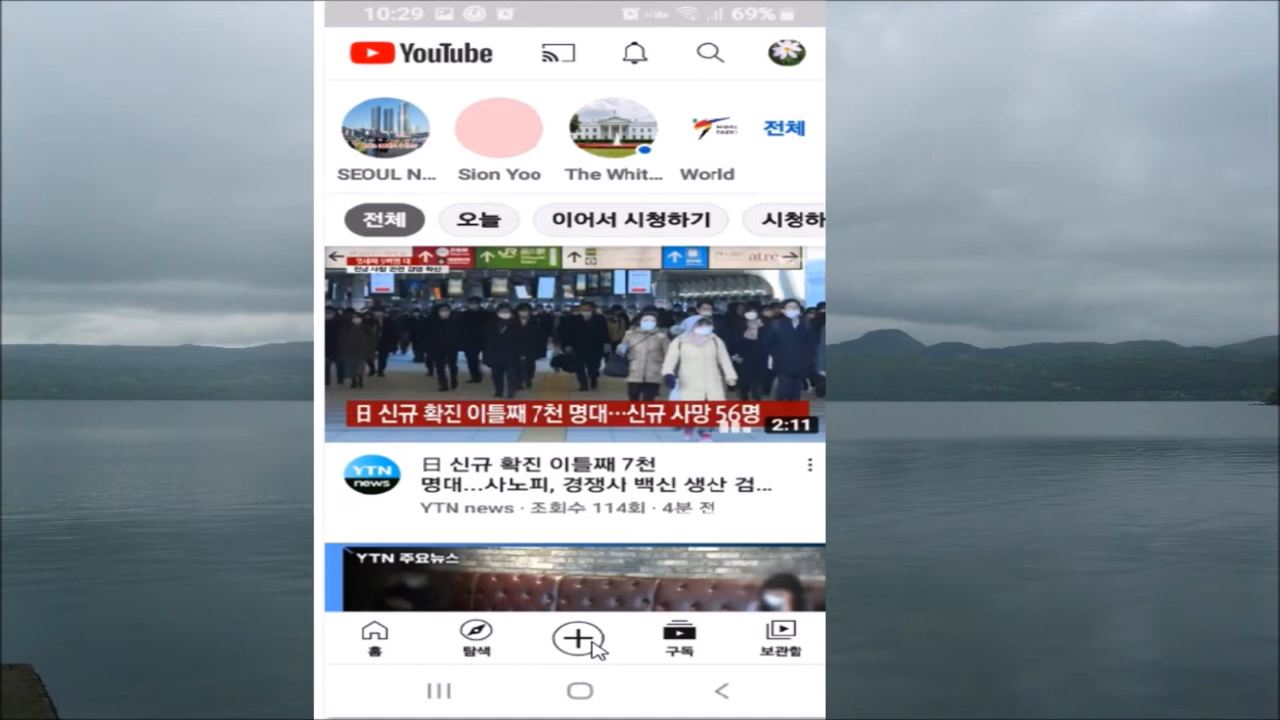 10:29
69%
YouTube
SEOUL N...
Sion Yoo
The Whit...
World
전체
전체
오늘
이어서 시청하기
시청하
atré
日 신규 확진 이틀째 7천 명대…신규 사망 56명
2:11
YTN
news
日 신규 확진 이틀째 7천
명대...사노피, 경쟁사 백신 생산 검...
YTN news · 조회수 114회 · 4분 전
YTN 주요뉴스
홈
탐색
구독
보관함